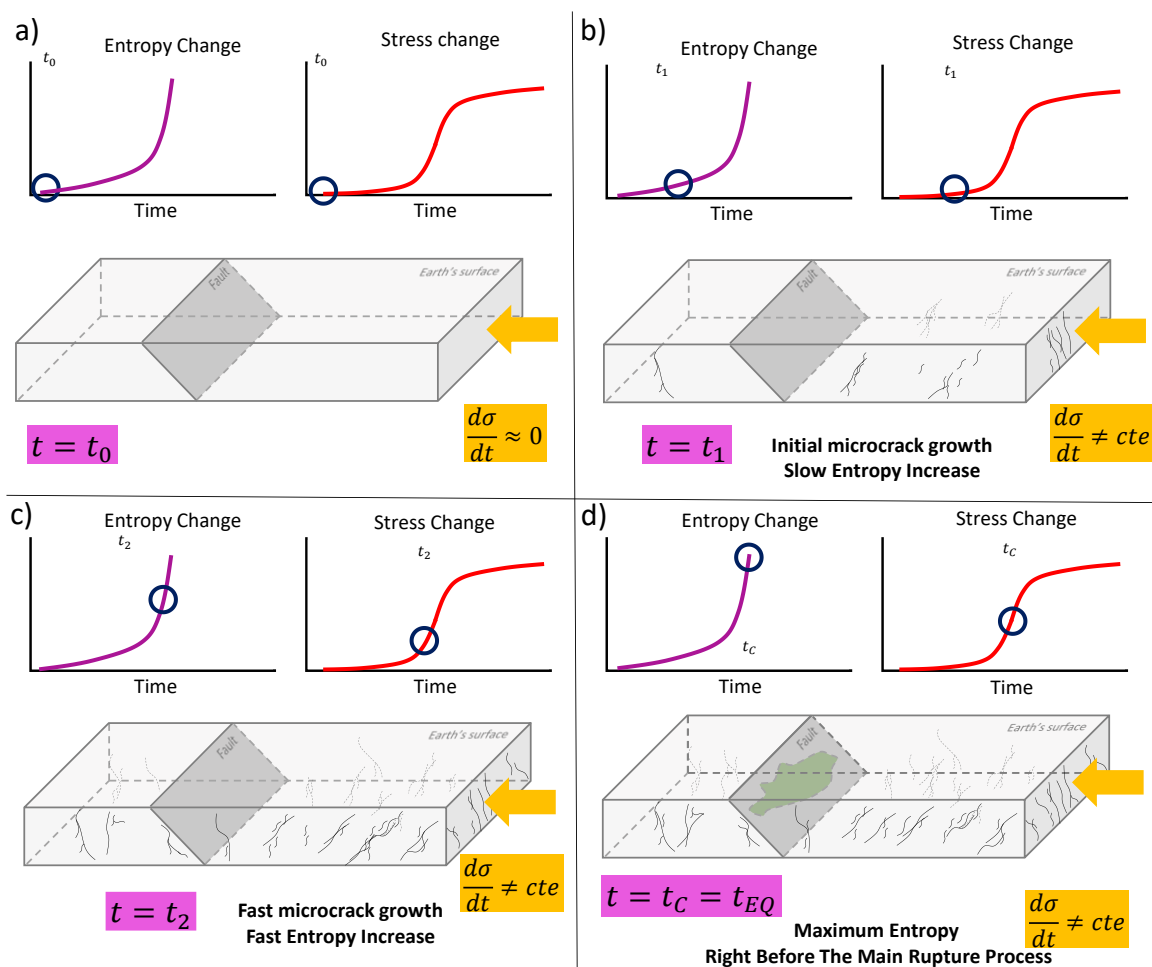 a)
Entropy Change
Stress change
t₀
t₀
Time
Time
Fault
Earth's surface
t = t₀
dσ/dt ≈ 0
b)
Entropy Change
Stress Change
t₁
t₁
Time
Time
Fault
Earth's surface
t = t₁
Initial microcrack growth
Slow Entropy Increase
dσ/dt ≠ cte
c)
Entropy Change
Stress Change
t₂
t₂
Time
Time
Fault
Earth's surface
t = t₂
Fast microcrack growth
Fast Entropy Increase
dσ/dt ≠ cte
d)
Entropy Change
Stress Change
t_C
t_C
Time
Time
Fault
Earth's surface
t = t_C = t_EQ
Maximum Entropy
Right Before The Main Rupture Process
dσ/dt ≠ cte